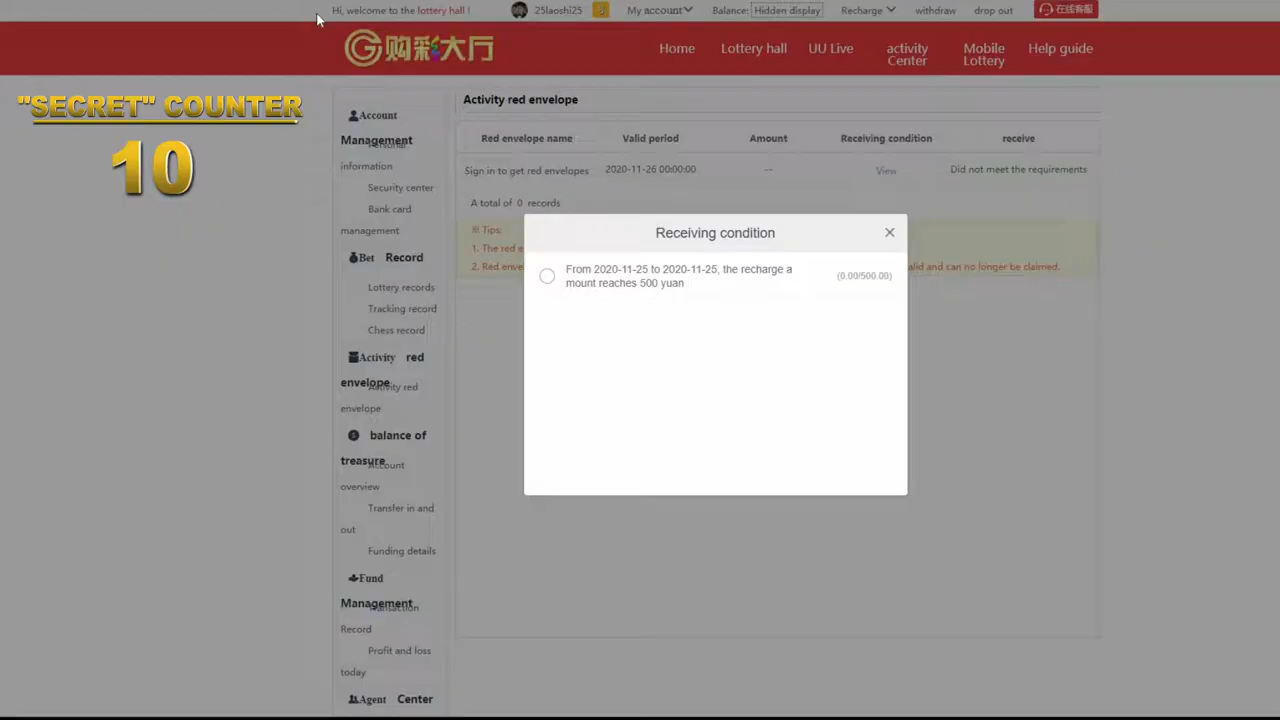 Hi, welcome to the lottery hall !
25laoshi25
My account
Balance: Hidden display
Recharge
withdraw
drop out
在线客服
购彩大厅
Home
Lottery hall
UU Live
activity
Center
Mobile
Lottery
Help guide
"SECRET" COUNTER
10
Account
Management
Personal
information
Security center
Bank card
management
Bet Record
Lottery records
Tracking record
Chess record
Activity red
envelope
Activity red
envelope
balance of
treasure
Account
overview
Transfer in and
out
Funding details
Fund
Management
Transaction
Record
Profit and loss
today
Agent Center
Activity red envelope
Red envelope name
Valid period
Amount
Receiving condition
receive
Sign in to get red envelopes
2020-11-26 00:00:00
--
View
Did not meet the requirements
A total of 0 records
※ Tips:
1. The red e
2. Red enve
alid and can no longer be claimed.
Receiving condition
×
From 2020-11-25 to 2020-11-25, the recharge a
mount reaches 500 yuan
(0.00/500.00)